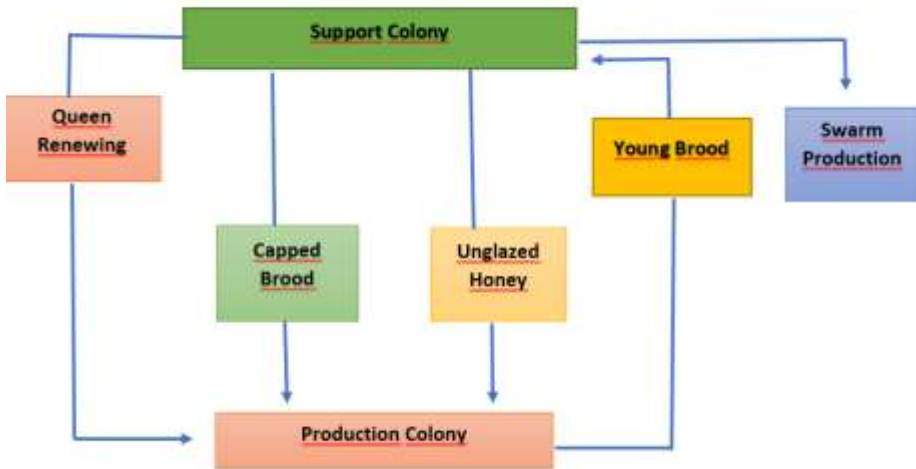 Support Colony
Queen
Renewing
Young Brood
Swarm
Production
Capped
Brood
Unglazed
Honey
Production Colony